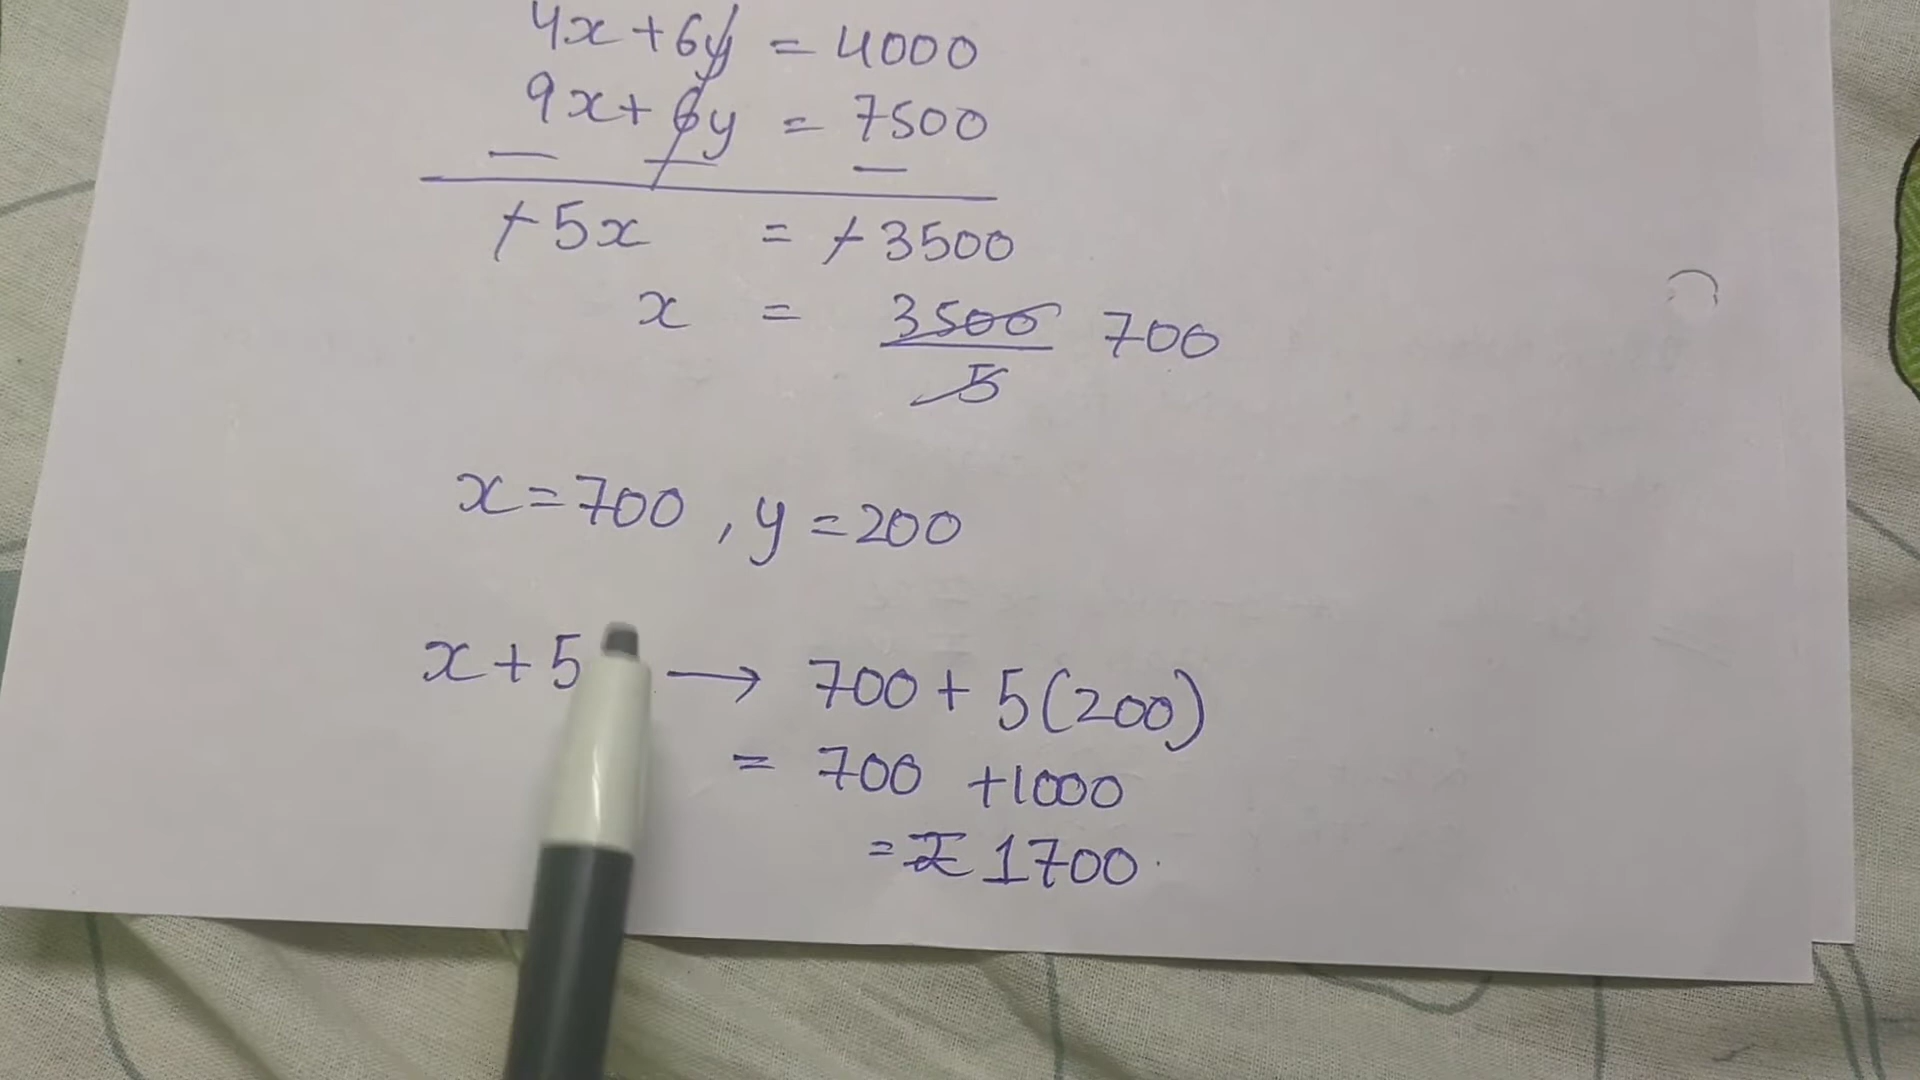 4x+6y = 4000
9x+6y = 7500
+5x = +3500
x = 3500/5 700
x=700 , y=200
x+5 → 700 + 5(200)
= 700 +1000
= ₹ 1700